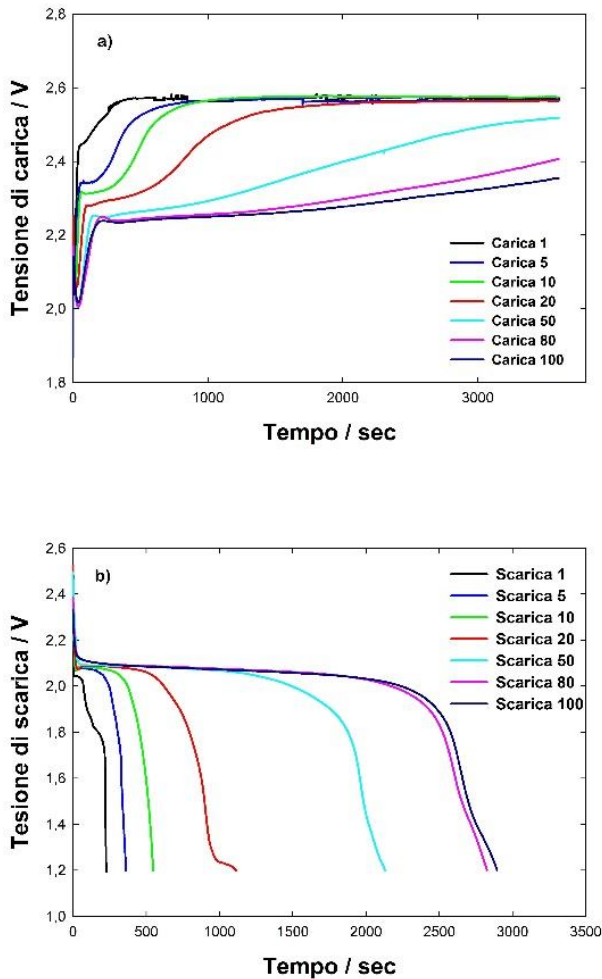 a)
2,8
2,6
2,4
2,2
2,0
1,8
Tensione di carica / V
Carica 1
Carica 5
Carica 10
Carica 20
Carica 50
Carica 80
Carica 100
0 1000 2000 3000
Tempo / sec
b)
2,6
2,4
2,2
2,0
1,8
1,6
1,4
1,2
1,0
Tesione di scarica / V
Scarica 1
Scarica 5
Scarica 10
Scarica 20
Scarica 50
Scarica 80
Scarica 100
0 500 1000 1500 2000 2500 3000 3500
Tempo / sec